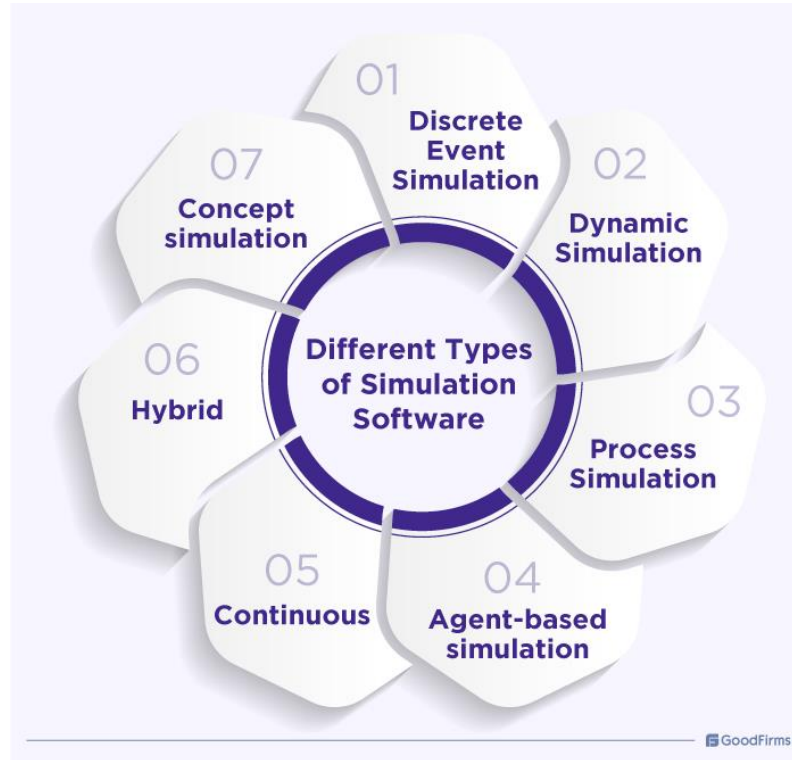 01
Discrete
Event
Simulation
02
Dynamic
Simulation
03
Process
Simulation
04
Agent-based
simulation
05
Continuous
06
Hybrid
07
Concept
simulation
Different Types
of Simulation
Software
GoodFirms